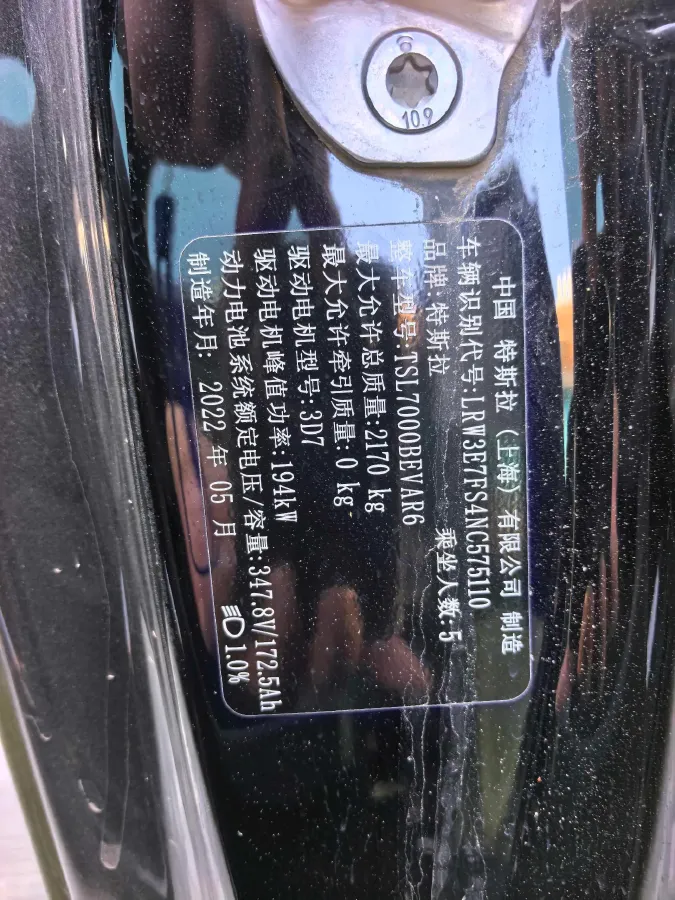 10.9
中国 特斯拉（上海）有限公司 制造
车辆识别代号:LRW3E7FS4NC575110
品牌 特斯拉 乘坐人数:5
整车型号 TSL7000BEVAR6
最大允许总质量:2170 kg
最大允许牵引质量:0 kg
驱动电机型号:3D7
驱动电机峰值功率:194kW
动力电池系统额定电压/容量:347.8V/172.5Ah
制造年月: 2022 年 05 月 1.0%